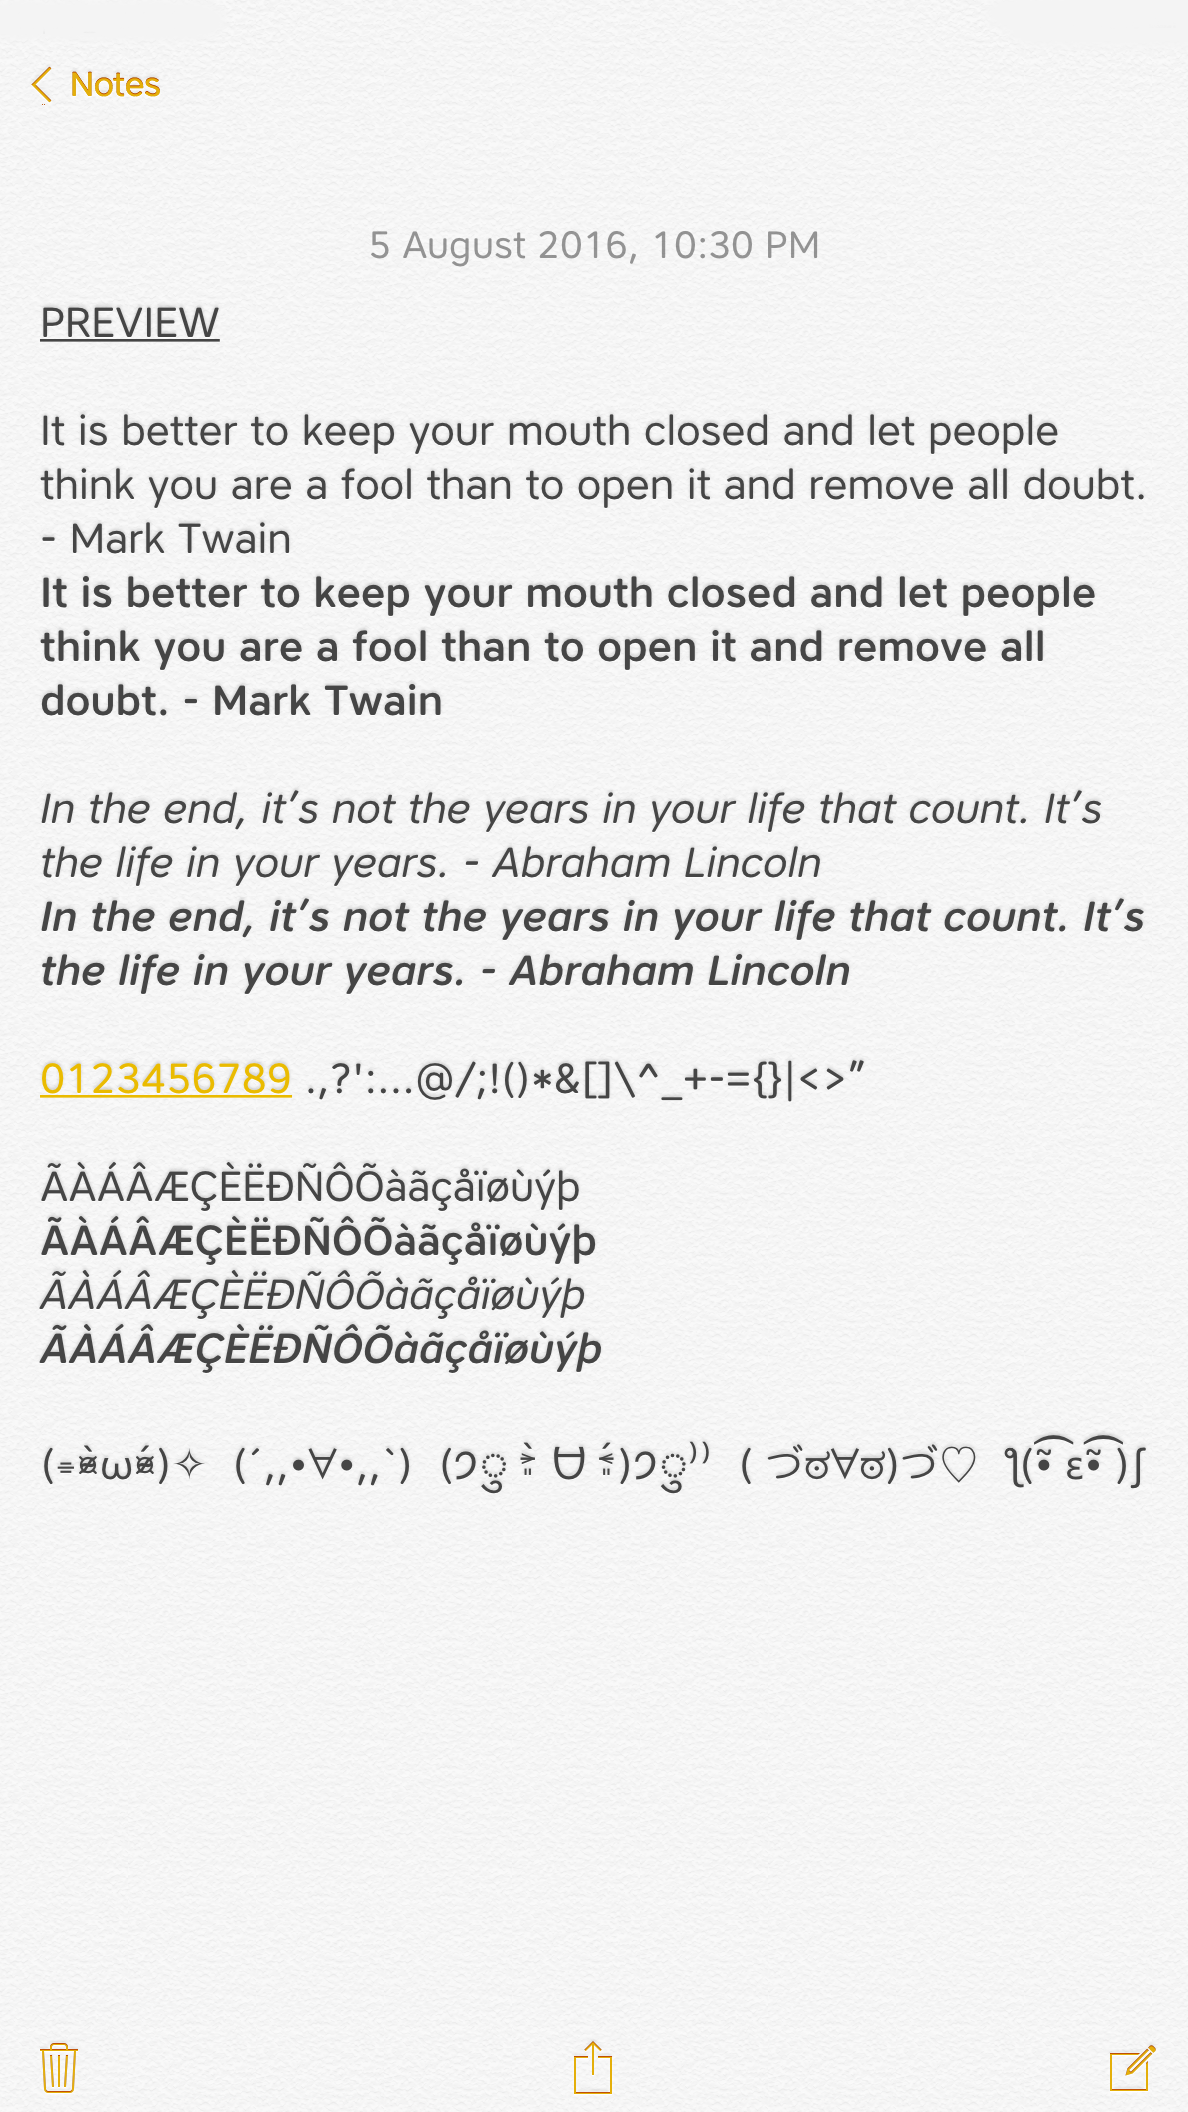 Notes
5 August 2016, 10:30 PM
PREVIEW
It is better to keep your mouth closed and let people
think you are a fool than to open it and remove all doubt.
- Mark Twain
It is better to keep your mouth closed and let people
think you are a fool than to open it and remove all
doubt. - Mark Twain
In the end, it′s not the years in your life that count. It′s
the life in your years. - Abraham Lincoln
In the end, it′s not the years in your life that count. It′s
the life in your years. - Abraham Lincoln
0123456789 .,?':...@/;!()*&[]\^_+-={}|<>″
ÃÀÁÂÆÇÈËÐÑÔÕàãçåïøùýþ
ÃÀÁÂÆÇÈËÐÑÔÕàãçåïøùýþ
ÃÀÁÂÆÇÈËÐÑÔÕàãçåïøùýþ
ÃÀÁÂÆÇÈËÐÑÔÕàãçåïøùýþ
(´,,•∀•,,`) ( づ ̄ಠ∀ಠ)づ♡